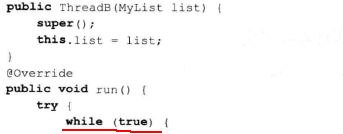 public ThreadB(MyList list) {
super();
this.list = list;
}
@Override
public void run() {
try {
while (true) {